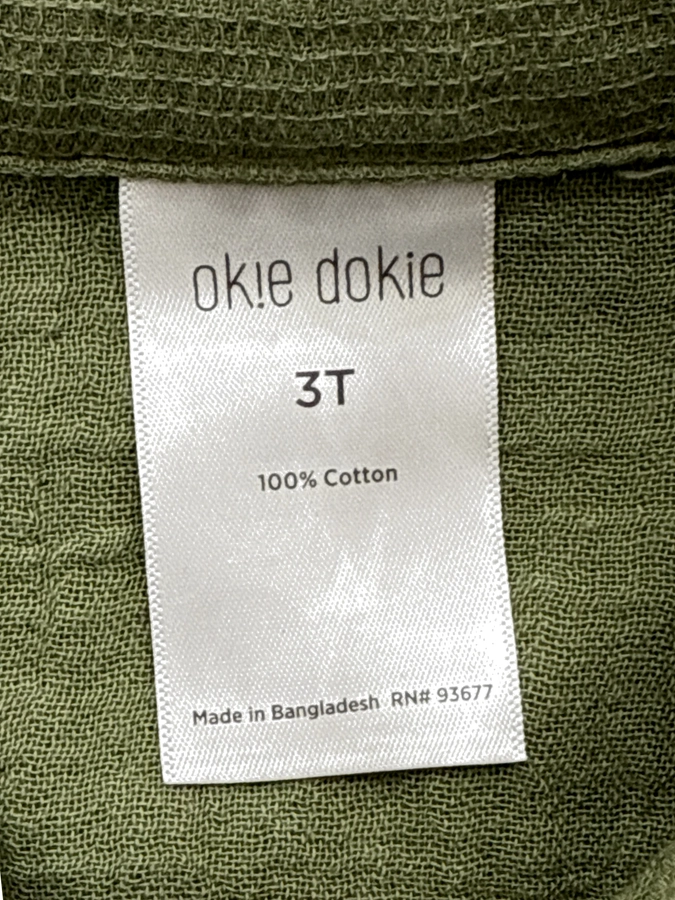 ok!e dokie
3T
100% Cotton
Made in Bangladesh RN# 93677